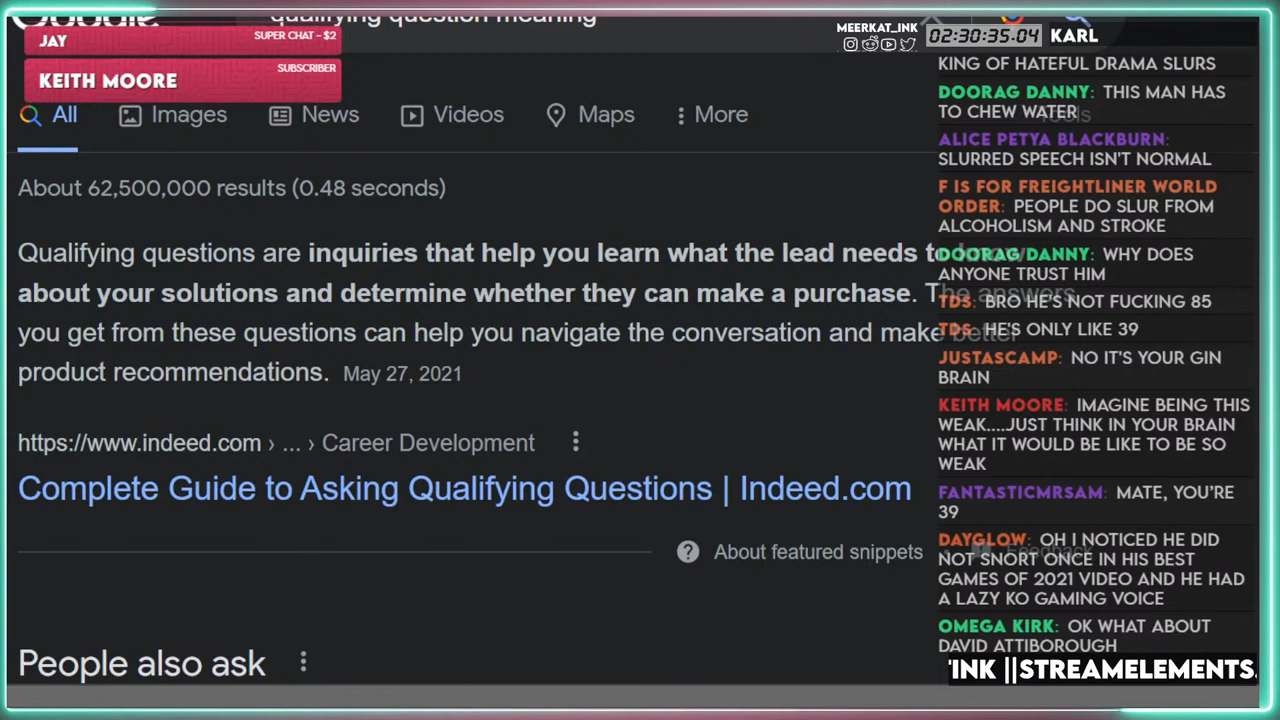 Google
qualifying question meaning
JAY
SUPER CHAT - $2
KEITH MOORE
SUBSCRIBER
MEERKAT_INK
02:30:35.04
KARL
All
Images
News
Videos
Maps
More
Tools
About 62,500,000 results (0.48 seconds)
Qualifying questions are inquiries that help you learn what the lead needs to know
about your solutions and determine whether they can make a purchase. The answers
you get from these questions can help you navigate the conversation and make better
product recommendations. May 27, 2021
https://www.indeed.com › ... › Career Development
Complete Guide to Asking Qualifying Questions | Indeed.com
About featured snippets
Feedback
People also ask
KING OF HATEFUL DRAMA SLURS
DOORAG DANNY: THIS MAN HAS
TO CHEW WATER
ALICE PETYA BLACKBURN:
SLURRED SPEECH ISN'T NORMAL
F IS FOR FREIGHTLINER WORLD
ORDER: PEOPLE DO SLUR FROM
ALCOHOLISM AND STROKE
DOORAG DANNY: WHY DOES
ANYONE TRUST HIM
TDS: BRO HE'S NOT FUCKING 85
TDS: HE'S ONLY LIKE 39
JUSTASCAMP: NO IT'S YOUR GIN
BRAIN
KEITH MOORE: IMAGINE BEING THIS
WEAK....JUST THINK IN YOUR BRAIN
WHAT IT WOULD BE LIKE TO BE SO
WEAK
FANTASTICMRSAM: MATE, YOU'RE
39
DAYGLOW: OH I NOTICED HE DID
NOT SNORT ONCE IN HIS BEST
GAMES OF 2021 VIDEO AND HE HAD
A LAZY KO GAMING VOICE
OMEGA KIRK: OK WHAT ABOUT
DAVID ATTIBOROUGH
INK ||STREAMELEMENTS.